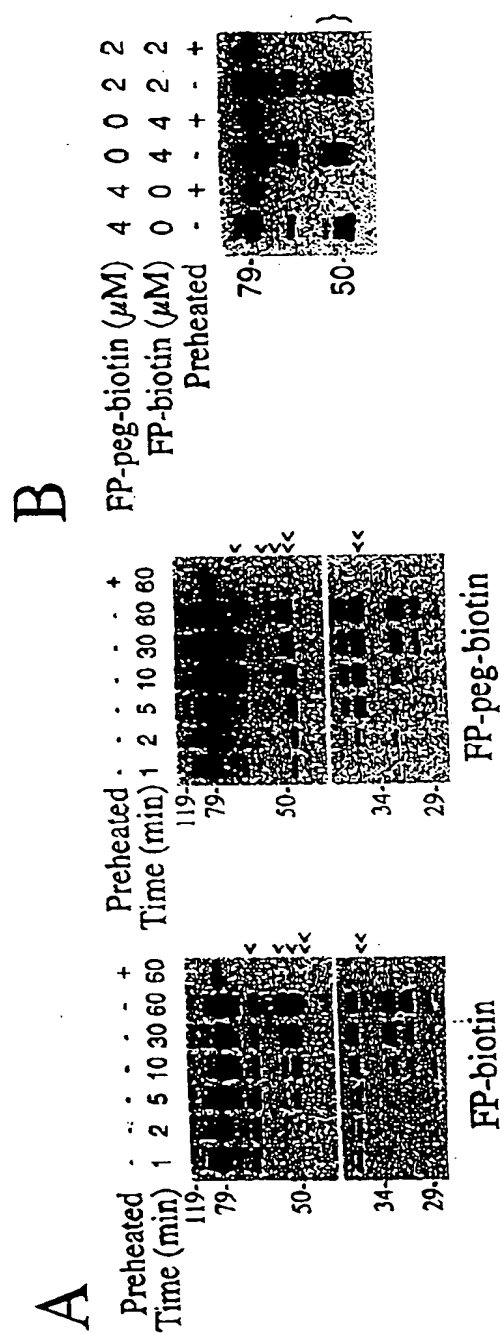 A
Preheated - - - - - - +
Time (min) 1 2 5 10 30 60 60
119-
79-
50-
34-
29-
<
<
<
<<
<<
FP-biotin
Preheated - - - - - - +
Time (min) 1 2 5 10 30 60 60
119-
79-
50-
34-
29-
<
<
<
<<
<<
FP-peg-biotin
B
FP-peg-biotin (μM) 4 4 0 0 2 2
FP-biotin (μM) 0 0 4 4 2 2
Preheated - + - + - +
79-
50-
}